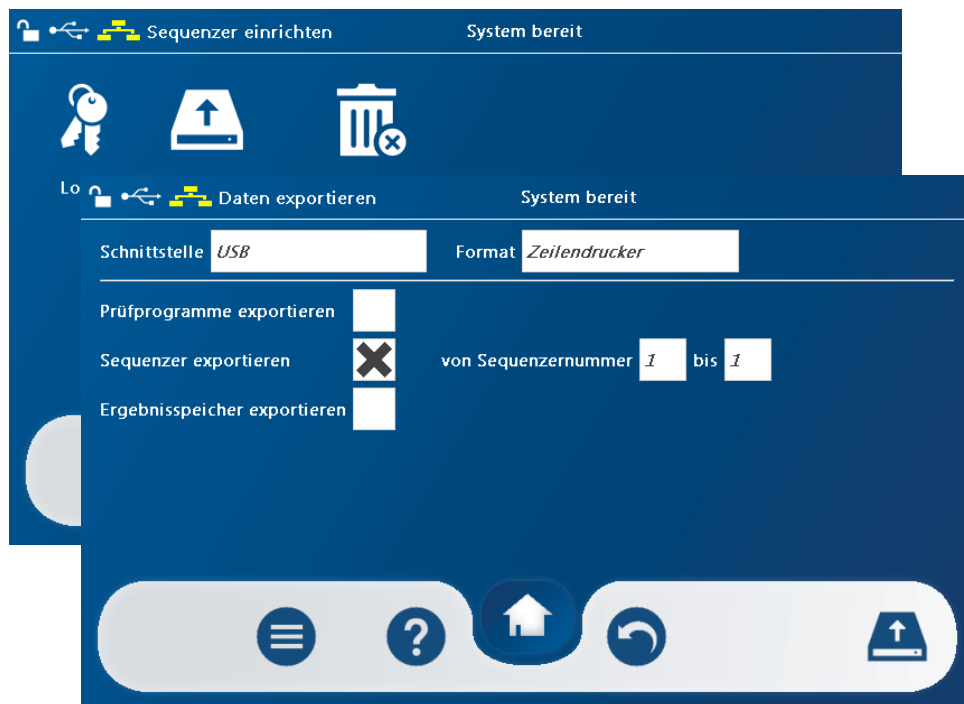 Sequenzer einrichten System bereit
Lo
Daten exportieren System bereit
Schnittstelle USB Format Zeilendrucker
Prüfprogramme exportieren
Sequenzer exportieren von Sequenzernummer 1 bis 1
Ergebnisspeicher exportieren